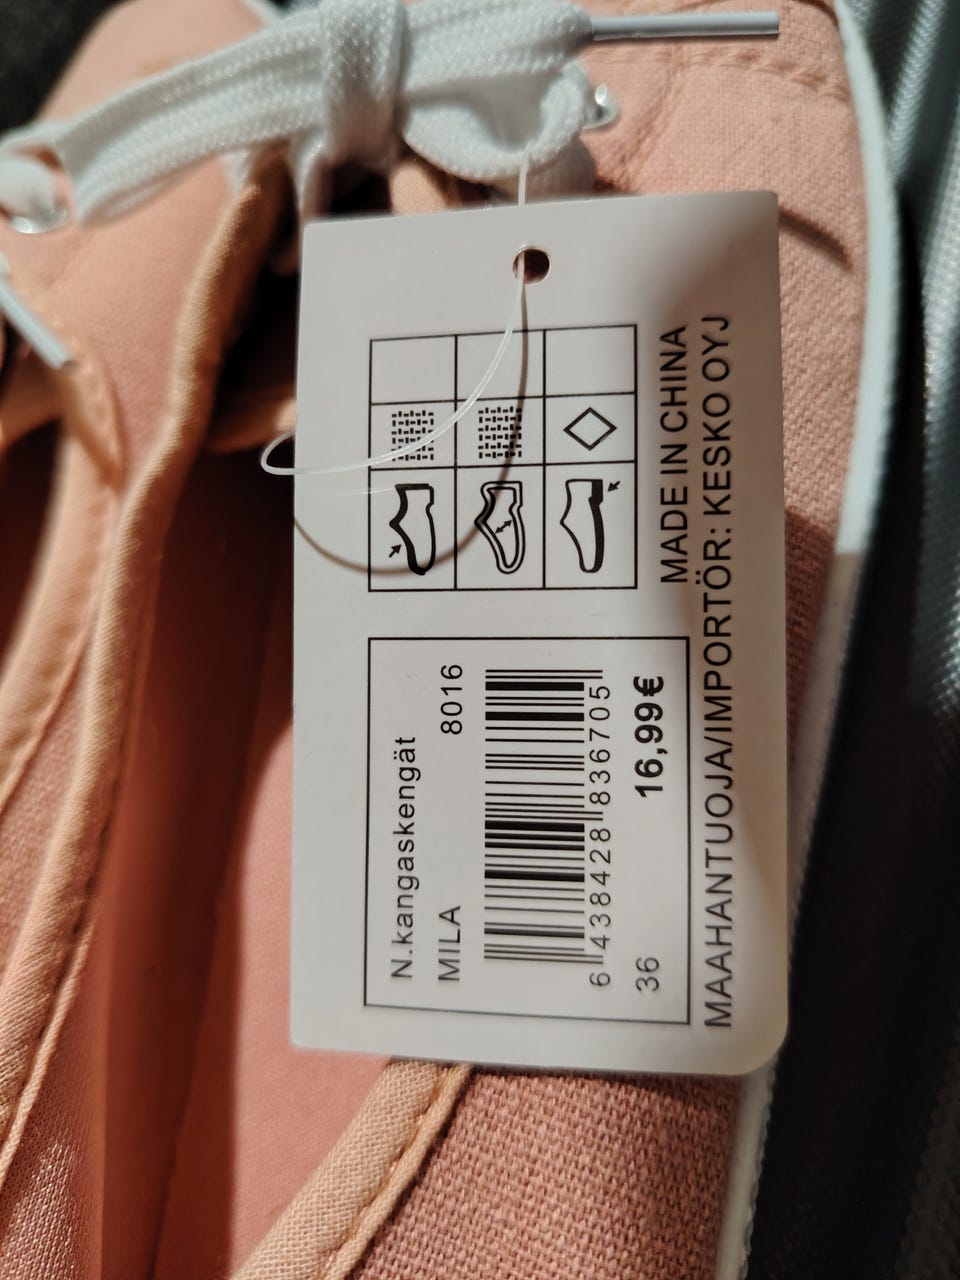 N.kangaskengät
MILA 8016
6 438428 836705
36 16,99€
MADE IN CHINA
MAAHANTUOJA/IMPORTÖR: KESKO OYJ